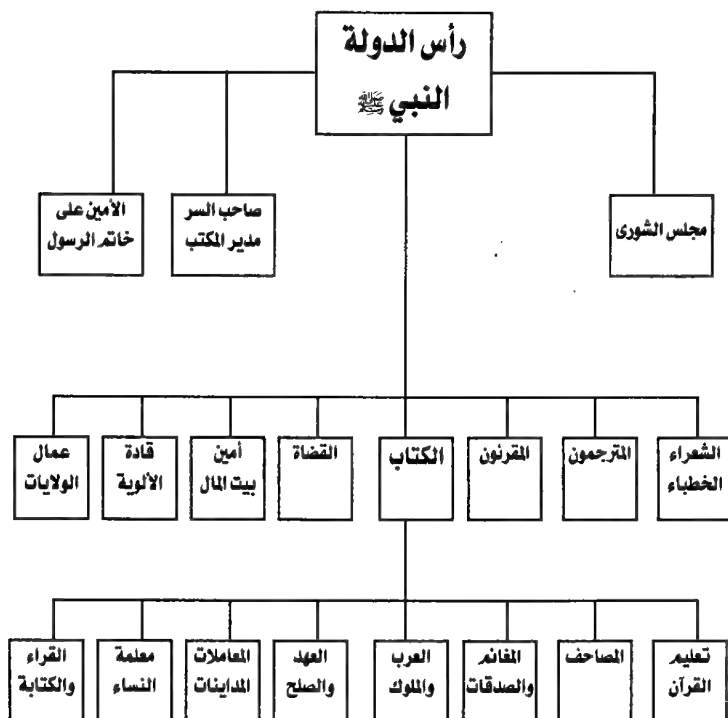 رأس الدولة
النبي ﷺ
مجلس الشورى
صاحب السر
مدير المكتب
الأمين على
خاتم الرسول
الشعراء
الخطباء
المترجمون
المقرئون
الكتاب
القضاة
أمين
بيت المال
قادة
الألوية
عمال
الولايات
تعليم
القرآن
المصاحف
المغانم
والصدقات
العرب
والملوك
العهد
والصلح
المعاملات
المداينات
معلمة
النساء
القراء
والكتابة